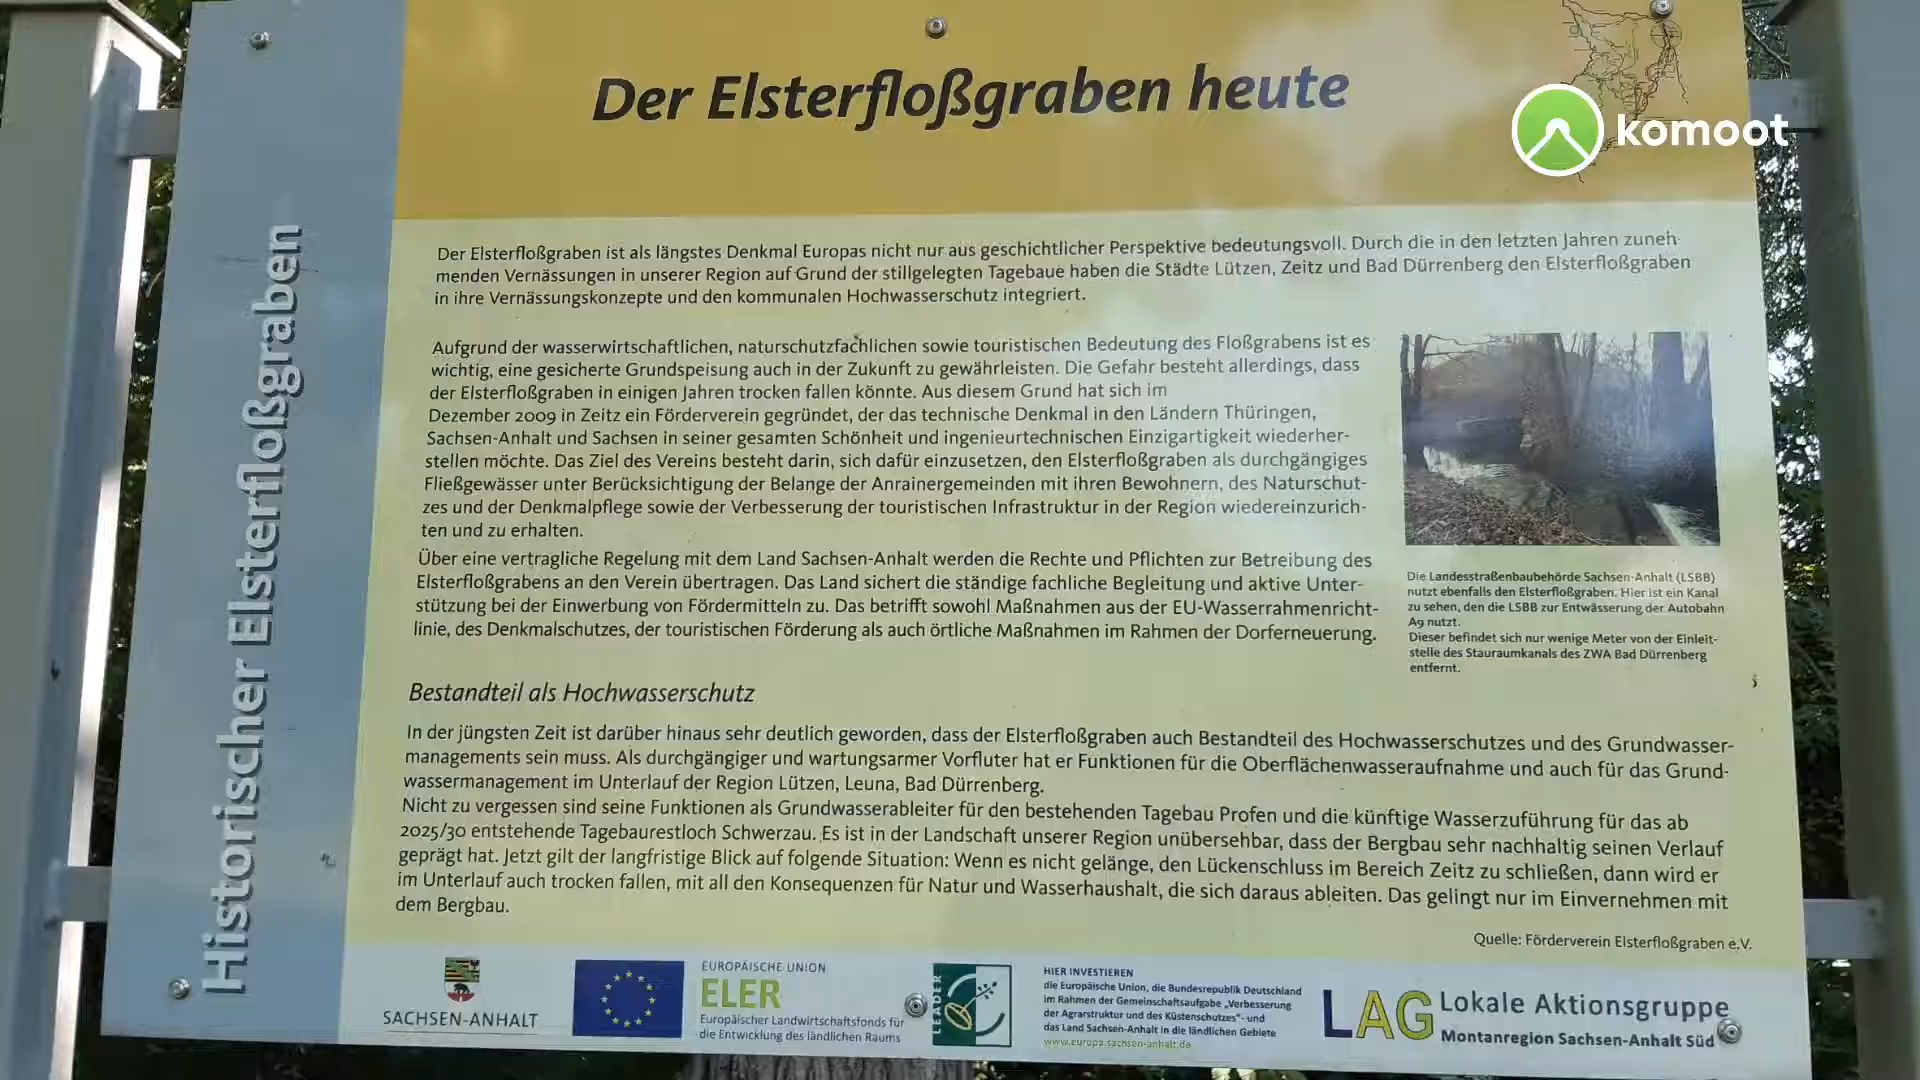 Der Elsterfloßgraben heute
komoot
Historischer Elsterfloßgraben
Der Elsterfloßgraben ist als längstes Denkmal Europas nicht nur aus geschichtlicher Perspektive bedeutungsvoll. Durch die in den letzten Jahren zuneh-
menden Vernässungen in unserer Region auf Grund der stillgelegten Tagebaue haben die Städte Lützen, Zeitz und Bad Dürrenberg den Elsterfloßgraben
in ihre Vernässungskonzepte und den kommunalen Hochwasserschutz integriert.
Aufgrund der wasserwirtschaftlichen, naturschutzfachlichen sowie touristischen Bedeutung des Floßgrabens ist es
wichtig, eine gesicherte Grundspeisung auch in der Zukunft zu gewährleisten. Die Gefahr besteht allerdings, dass
der Elsterfloßgraben in einigen Jahren trocken fallen könnte. Aus diesem Grund hat sich im
Dezember 2009 in Zeitz ein Förderverein gegründet, der das technische Denkmal in den Ländern Thüringen,
Sachsen-Anhalt und Sachsen in seiner gesamten Schönheit und ingenieurtechnischen Einzigartigkeit wiederher-
stellen möchte. Das Ziel des Vereins besteht darin, sich dafür einzusetzen, den Elsterfloßgraben als durchgängiges
Fließgewässer unter Berücksichtigung der Belange der Anrainergemeinden mit ihren Bewohnern, des Naturschut-
zes und der Denkmalpflege sowie der Verbesserung der touristischen Infrastruktur in der Region wiedereinzurich-
ten und zu erhalten.
Über eine vertragliche Regelung mit dem Land Sachsen-Anhalt werden die Rechte und Pflichten zur Betreibung des
Elsterfloßgrabens an den Verein übertragen. Das Land sichert die ständige fachliche Begleitung und aktive Unter-
stützung bei der Einwerbung von Fördermitteln zu. Das betrifft sowohl Maßnahmen aus der EU-Wasserrahmenricht-
linie, des Denkmalschutzes, der touristischen Förderung als auch örtliche Maßnahmen im Rahmen der Dorferneuerung.
Die Landesstraßenbaubehörde Sachsen-Anhalt (LSBB)
nutzt ebenfalls den Elsterfloßgraben. Hier ist ein Kanal
zu sehen, den die LSBB zur Entwässerung der Autobahn
A9 nutzt.
Dieser befindet sich nur wenige Meter von der Einleit-
stelle des Stauraumkanals des ZWA Bad Dürrenberg
entfernt.
Bestandteil als Hochwasserschutz
In der jüngsten Zeit ist darüber hinaus sehr deutlich geworden, dass der Elsterfloßgraben auch Bestandteil des Hochwasserschutzes und des Grundwasser-
managements sein muss. Als durchgängiger und wartungsarmer Vorfluter hat er Funktionen für die Oberflächenwasseraufnahme und auch für das Grund-
wassermanagement im Unterlauf der Region Lützen, Leuna, Bad Dürrenberg.
Nicht zu vergessen sind seine Funktionen als Grundwasserableiter für den bestehenden Tagebau Profen und die künftige Wasserzuführung für das ab
2025/30 entstehende Tagebaurestloch Schwerzau. Es ist in der Landschaft unserer Region unübersehbar, dass der Bergbau sehr nachhaltig seinen Verlauf
geprägt hat. Jetzt gilt der langfristige Blick auf folgende Situation: Wenn es nicht gelänge, den Lückenschluss im Bereich Zeitz zu schließen, dann wird er
im Unterlauf auch trocken fallen, mit all den Konsequenzen für Natur und Wasserhaushalt, die sich daraus ableiten. Das gelingt nur im Einvernehmen mit
dem Bergbau.
Quelle: Förderverein Elsterfloßgraben e.V.
SACHSEN-ANHALT
EUROPÄISCHE UNION
ELER
Europäischer Landwirtschaftsfonds für
die Entwicklung des ländlichen Raums
LEADER
HIER INVESTIEREN
die Europäische Union, die Bundesrepublik Deutschland
im Rahmen der Gemeinschaftsaufgabe „Verbesserung
der Agrarstruktur und des Küstenschutzes“- und
das Land Sachsen-Anhalt in die ländlichen Gebiete
www.europa.sachsen-anhalt.de
LAG Lokale Aktionsgruppe
Montanregion Sachsen-Anhalt Süd